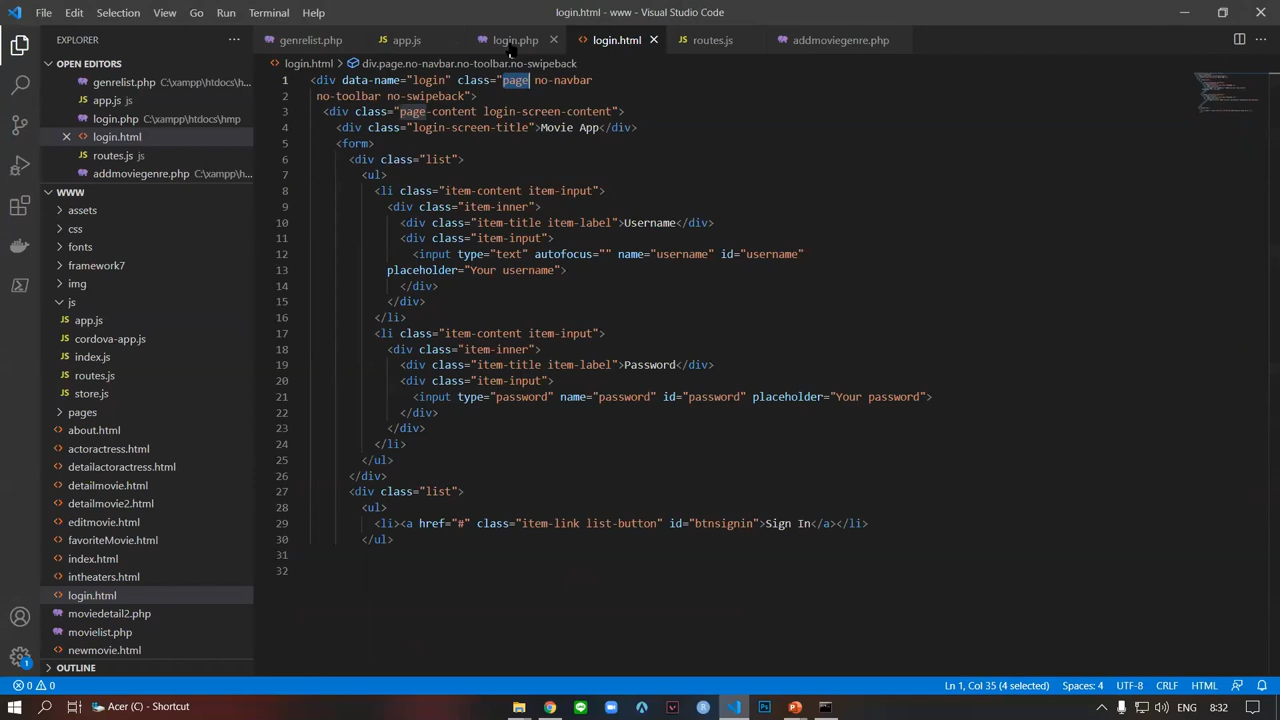 File Edit Selection View Go Run Terminal Help
login.html - www - Visual Studio Code
EXPLORER
genrelist.php
app.js
login.php
login.html
routes.js
addmoviegenre.php
OPEN EDITORS
genrelist.php C:\xampp\htdocs\...
app.js js
login.php C:\xampp\htdocs\hmp
login.html
routes.js js
addmoviegenre.php C:\xampp\h...
WWW
assets
css
fonts
framework7
img
js
app.js
cordova-app.js
index.js
routes.js
store.js
pages
about.html
actoractress.html
detailactoractress.html
detailmovie.html
detailmovie2.html
editmovie.html
favoriteMovie.html
index.html
intheaters.html
login.html
moviedetail2.php
movielist.php
newmovie.html
OUTLINE
login.html > div.page.no-navbar.no-toolbar.no-swipeback
1 <div data-name="login" class="page no-navbar
2 no-toolbar no-swipeback">
3 <div class="page-content login-screen-content">
4 <div class="login-screen-title">Movie App</div>
5 <form>
6 <div class="list">
7 <ul>
8 <li class="item-content item-input">
9 <div class="item-inner">
10 <div class="item-title item-label">Username</div>
11 <div class="item-input">
12 <input type="text" autofocus="" name="username" id="username"
13 placeholder="Your username">
14 </div>
15 </div>
16 </li>
17 <li class="item-content item-input">
18 <div class="item-inner">
19 <div class="item-title item-label">Password</div>
20 <div class="item-input">
21 <input type="password" name="password" id="password" placeholder="Your password">
22 </div>
23 </div>
24 </li>
25 </ul>
26 </div>
27 <div class="list">
28 <ul>
29 <li><a href="#" class="item-link list-button" id="btnsignin">Sign In</a></li>
30 </ul>
31
32
0 0
Ln 1, Col 35 (4 selected) Spaces: 4 UTF-8 CRLF HTML
1
Acer (C:) - Shortcut
ENG 8:32